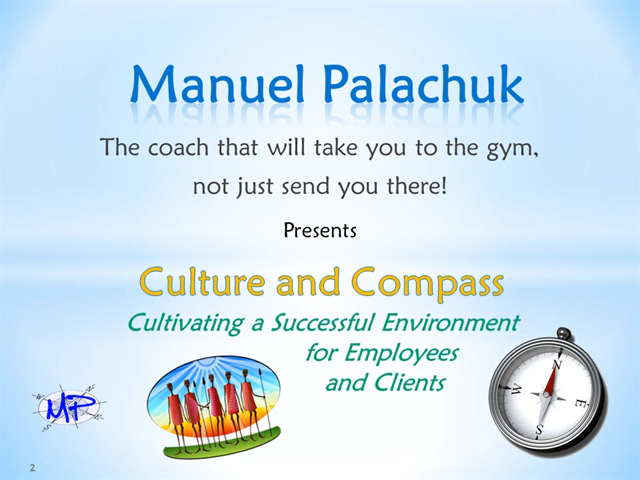 Manuel Palachuk
The coach that will take you to the gym,
not just send you there!
Presents
Culture and Compass
Cultivating a Successful Environment
for Employees
and Clients
MP
N
W
E
S
2